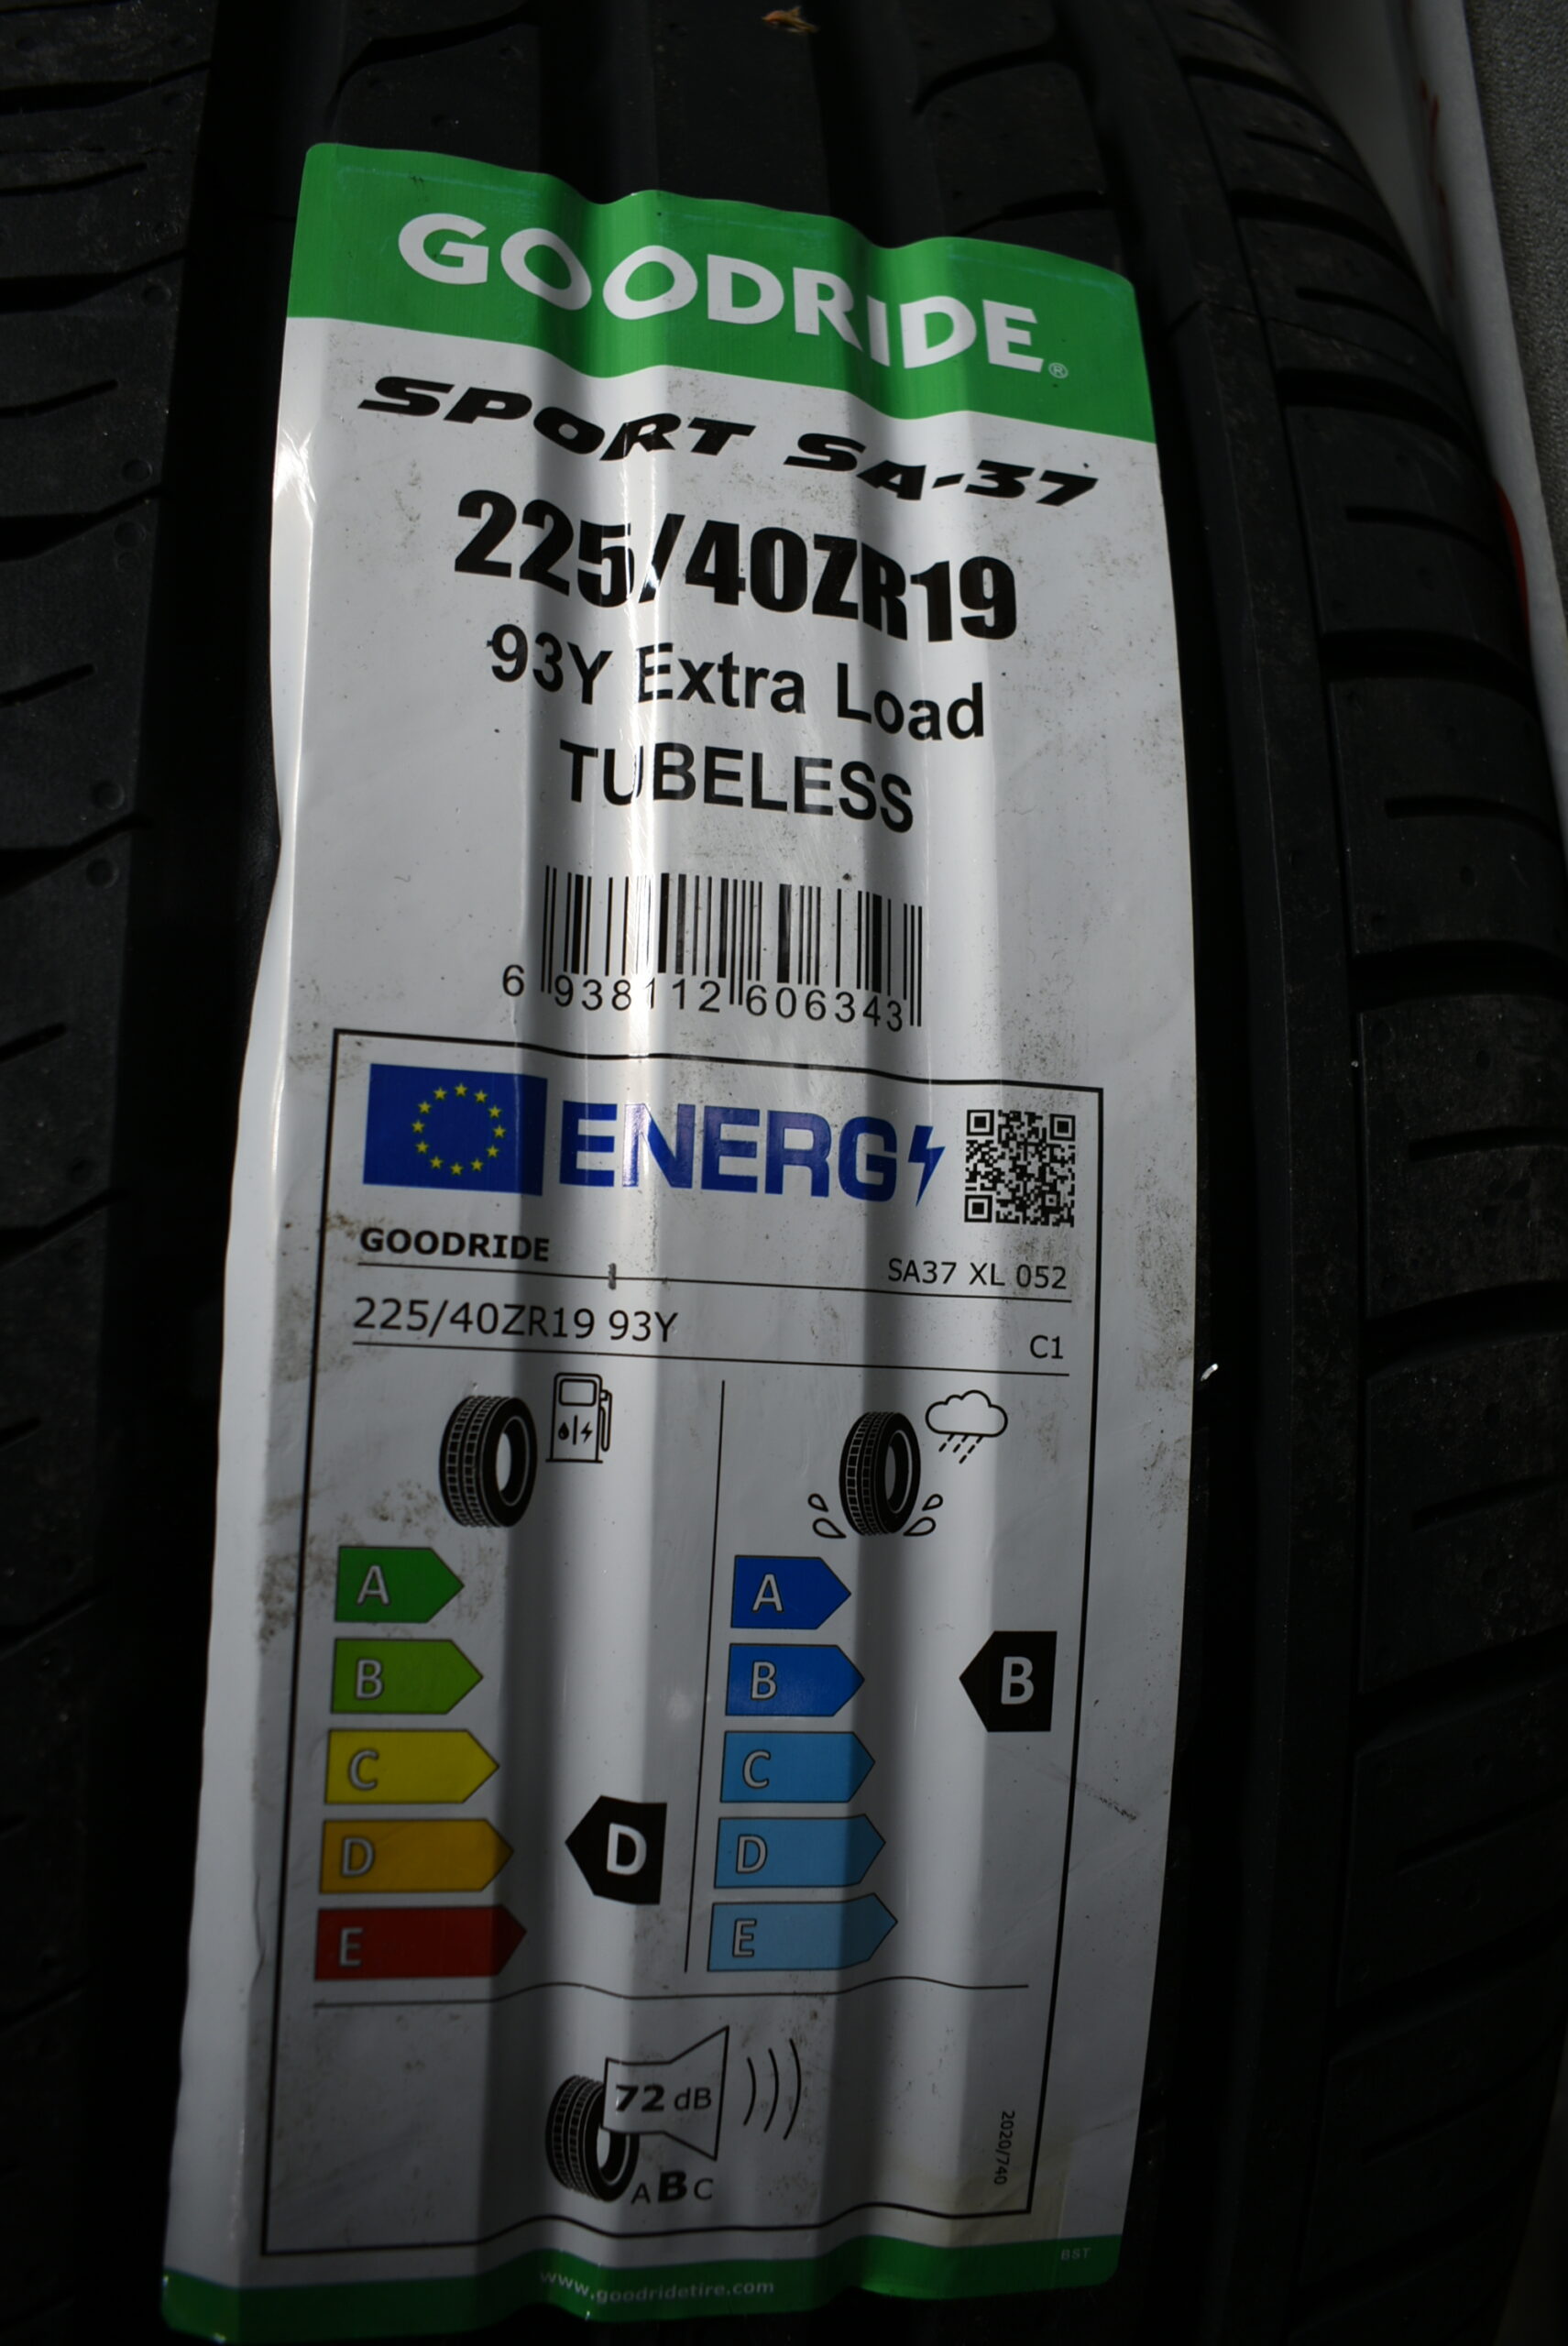 GOODRIDE®
SPORT SA-37
225/40ZR19
93Y Extra Load
TUBELESS
6 938112 606343
ENERG
GOODRIDE
SA37 XL 052
225/40ZR19 93Y
C1
A
B
C
D
E
D
A
B
C
D
E
B
72 dB
ABC
2020/740
BST
www.goodridetire.com